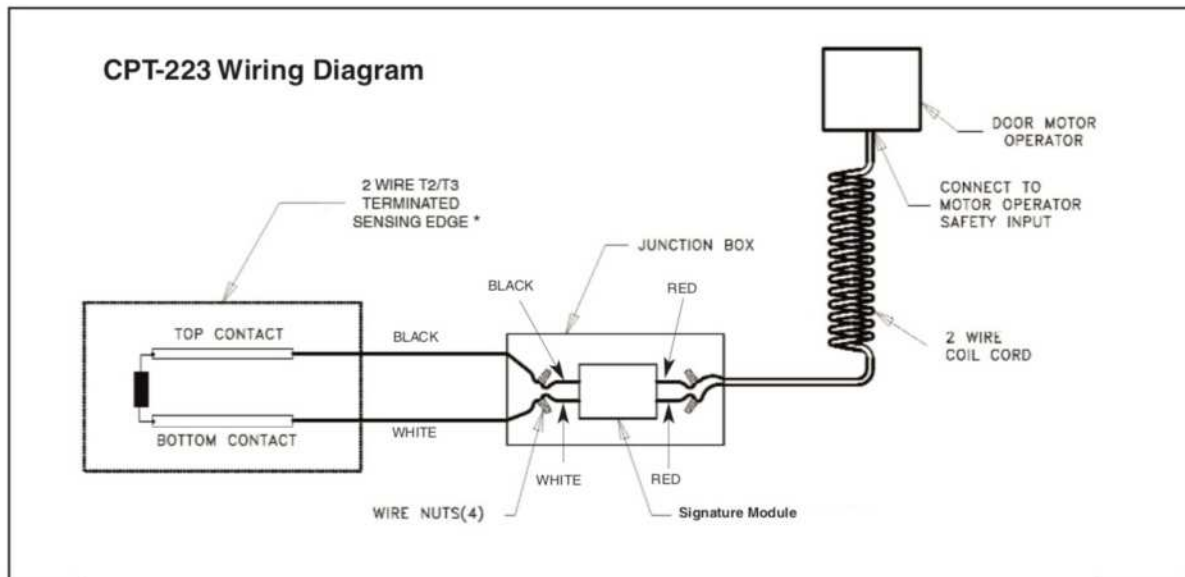 CPT-223 Wiring Diagram
DOOR MOTOR
OPERATOR
2 WIRE T2/T3
TERMINATED
SENSING EDGE *
CONNECT TO
MOTOR OPERATOR
SAFETY INPUT
JUNCTION BOX
BLACK
RED
TOP CONTACT
BLACK
2 WIRE
COIL CORD
BOTTOM CONTACT
WHITE
WHITE
RED
WIRE NUTS(4)
Signature Module